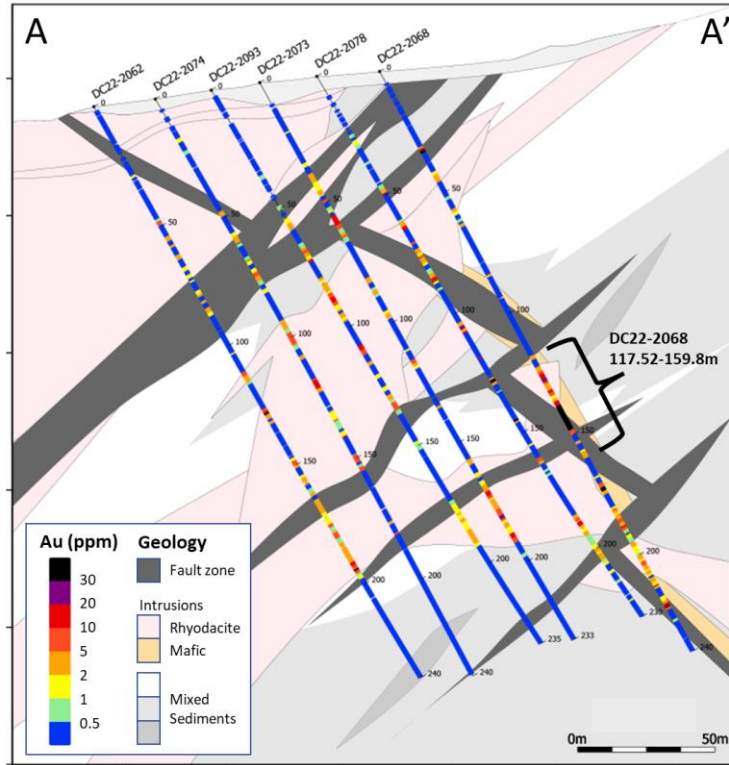 A
A’
DC22-2062
DC22-2074
DC22-2093
DC22-2073
DC22-2078
DC22-2068
0
0
0
0
0
0
50
50
50
50
50
50
100
100
100
100
100
100
DC22-2068
117.52-159.8m
150
150
150
150
150
150
200
200
200
200
200
200
240
240
235
233
235
240
Au (ppm)
30
20
10
5
2
1
0.5
Geology
Fault zone
Intrusions
Rhyodacite
Mafic
Mixed
Sediments
0m
50m